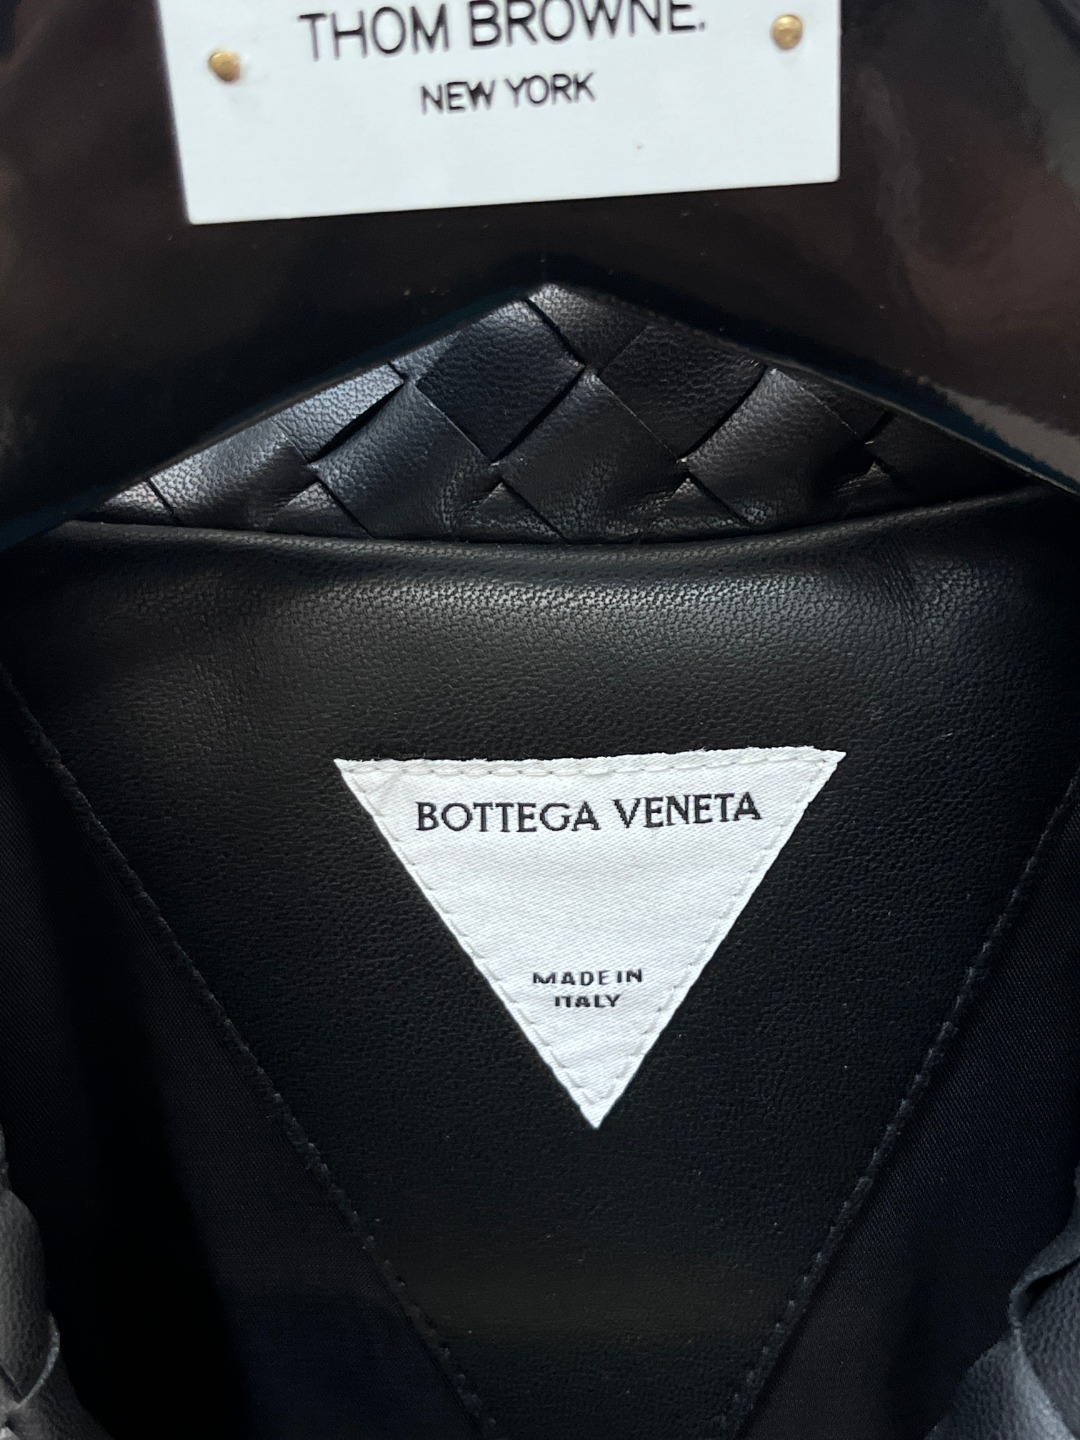 THOM BROWNE.
NEW YORK
BOTTEGA VENETA
MADE IN
ITALY